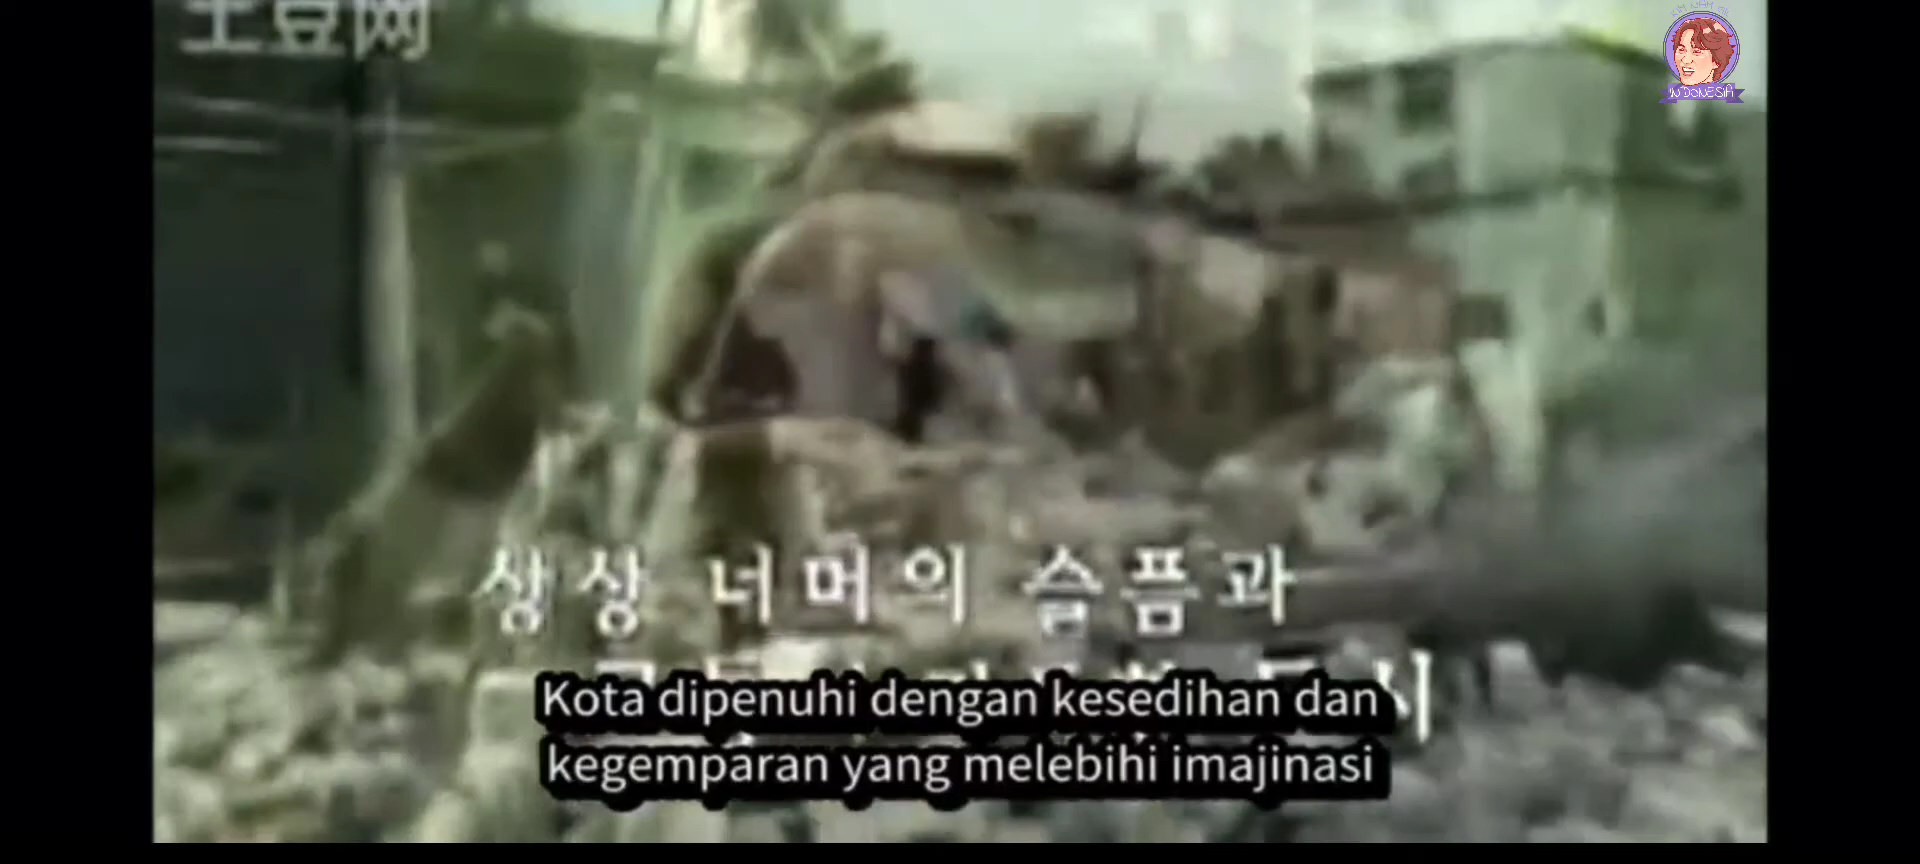 土豆网
INDONESIA
상상 너머의 슬픔과
Kota dipenuhi dengan kesedihan dan
kegemparan yang melebihi imajinasi